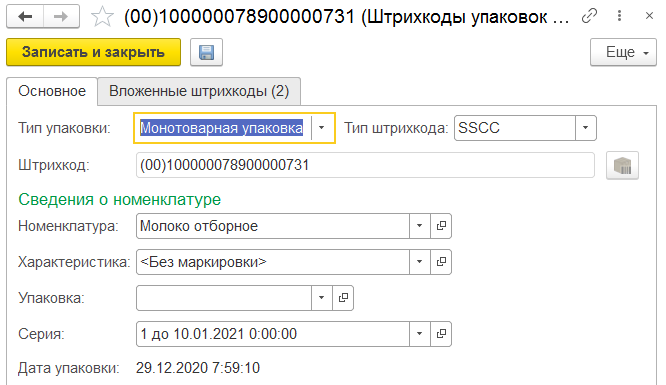 (00)100000078900000731 (Штрихкоды упаковок ...
Записать и закрыть
Еще
Основное Вложенные штрихкоды (2)
Тип упаковки: Монотоварная упаковка Тип штрихкода: SSCC
Штрихкод: (00)100000078900000731
Сведения о номенклатуре
Номенклатура: Молоко отборное
Характеристика: <Без маркировки>
Упаковка:
Серия: 1 до 10.01.2021 0:00:00
Дата упаковки: 29.12.2020 7:59:10